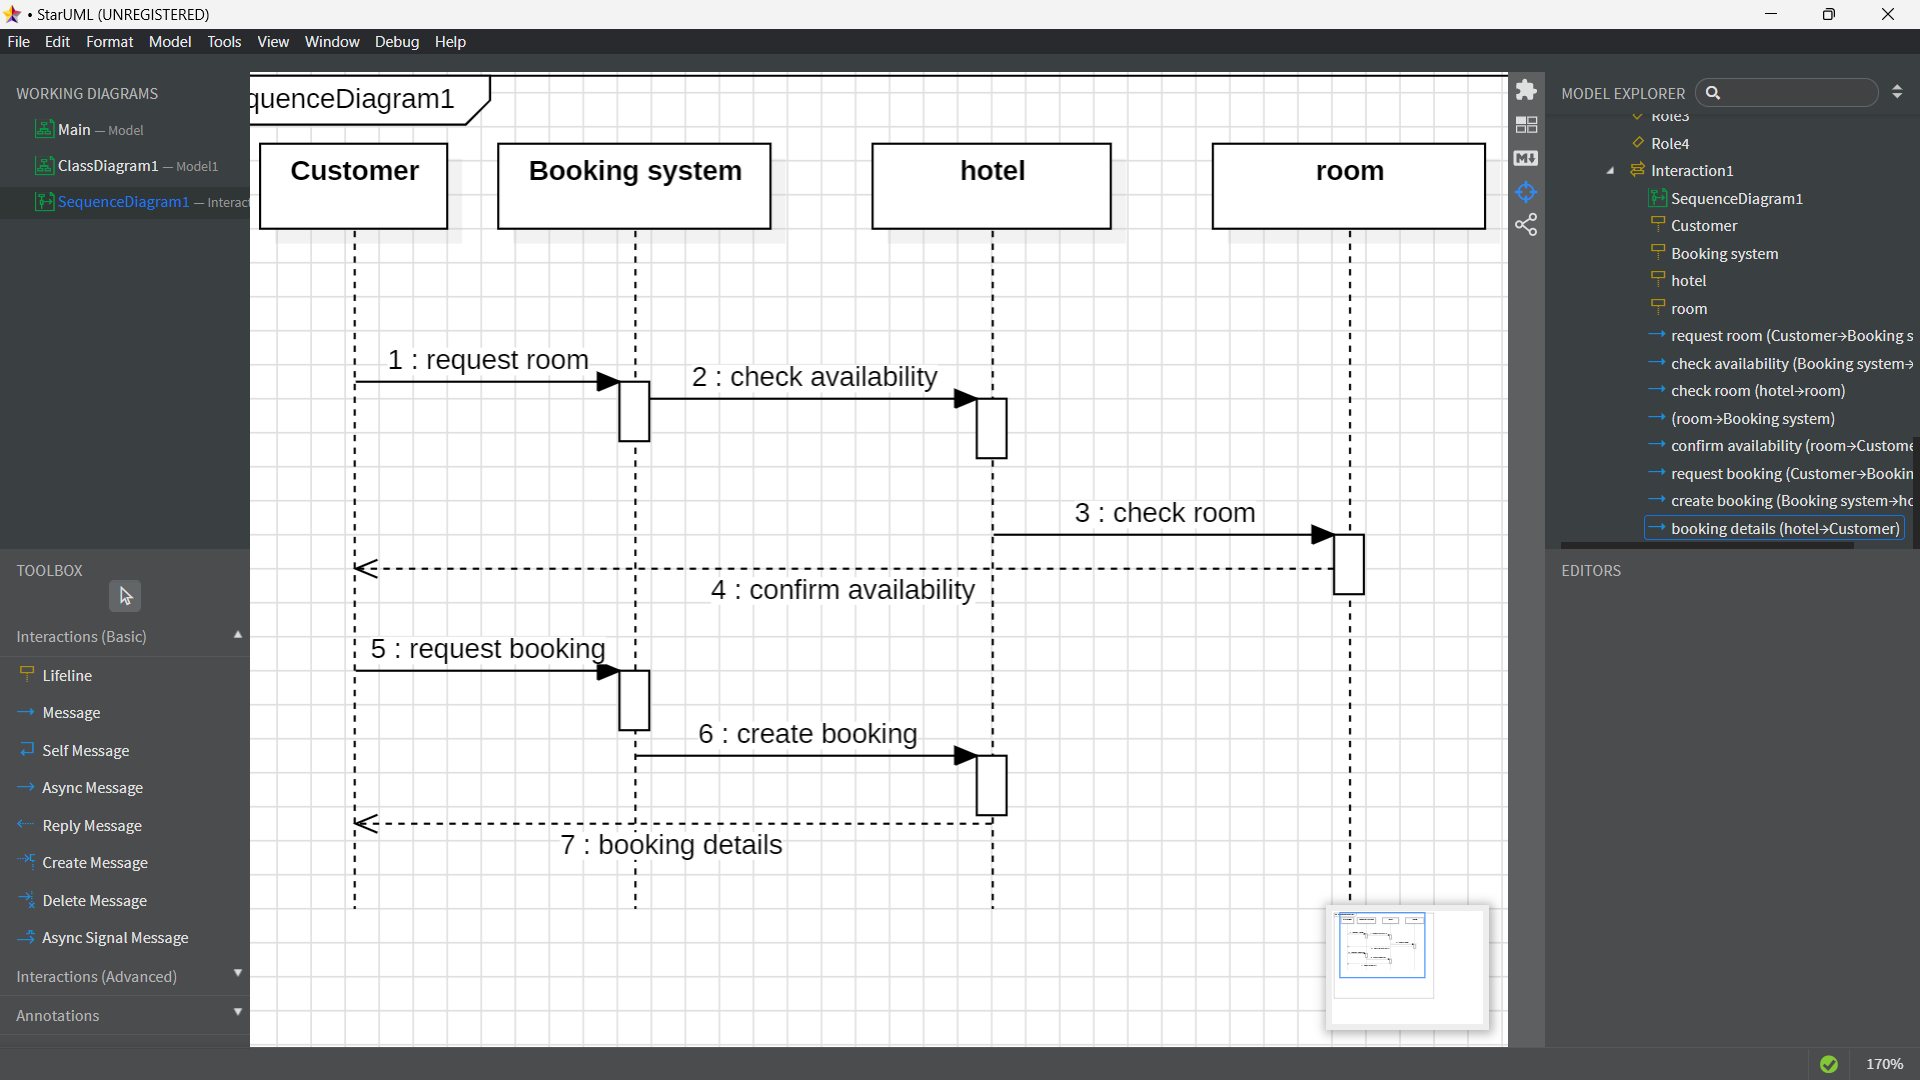 • StarUML (UNREGISTERED)
File Edit Format Model Tools View Window Debug Help
WORKING DIAGRAMS
Main — Model
ClassDiagram1 — Model1
SequenceDiagram1 — Interact
TOOLBOX
Interactions (Basic)
Lifeline
Message
Self Message
Async Message
Reply Message
Create Message
Delete Message
Async Signal Message
Interactions (Advanced)
Annotations
quenceDiagram1
Customer
Booking system
hotel
room
1 : request room
2 : check availability
3 : check room
4 : confirm availability
5 : request booking
6 : create booking
7 : booking details
MODEL EXPLORER
Role3
Role4
Interaction1
SequenceDiagram1
Customer
Booking system
hotel
room
request room (Customer→Booking s
check availability (Booking system→
check room (hotel→room)
(room→Booking system)
confirm availability (room→Custome
request booking (Customer→Bookin
create booking (Booking system→ho
booking details (hotel→Customer)
EDITORS
170%